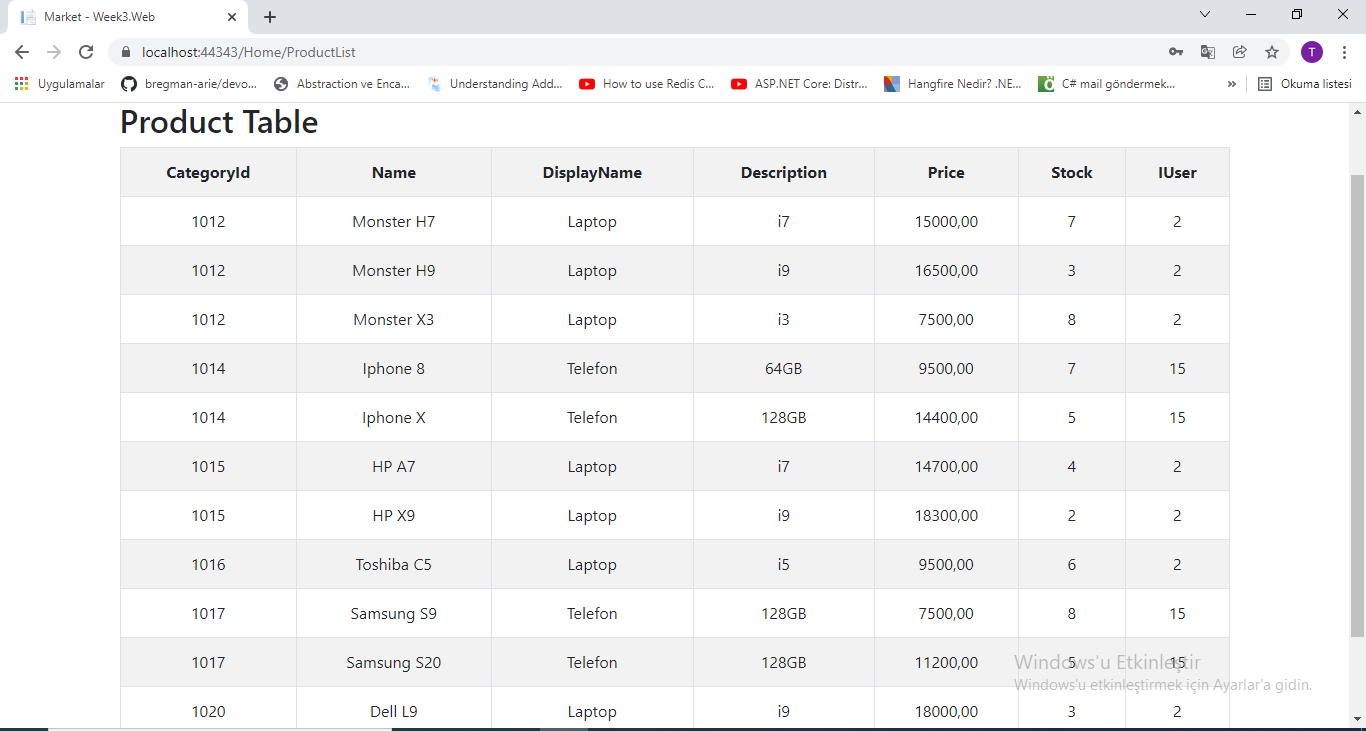 Market - Week3.Web
localhost:44343/Home/ProductList
T
Uygulamalar bregman-arie/devo... Abstraction ve Enca... Understanding Add... How to use Redis C... ASP.NET Core: Distr... Hangfire Nedir? .NE... C# mail göndermek... » Okuma listesi
Product Table
CategoryId Name DisplayName Description Price Stock IUser
1012 Monster H7 Laptop i7 15000,00 7 2
1012 Monster H9 Laptop i9 16500,00 3 2
1012 Monster X3 Laptop i3 7500,00 8 2
1014 Iphone 8 Telefon 64GB 9500,00 7 15
1014 Iphone X Telefon 128GB 14400,00 5 15
1015 HP A7 Laptop i7 14700,00 4 2
1015 HP X9 Laptop i9 18300,00 2 2
1016 Toshiba C5 Laptop i5 9500,00 6 2
1017 Samsung S9 Telefon 128GB 7500,00 8 15
1017 Samsung S20 Telefon 128GB 11200,00 5 15
Windows'u Etkinleştir
Windows'u etkinleştirmek için Ayarlar'a gidin.
1020 Dell L9 Laptop i9 18000,00 3 2